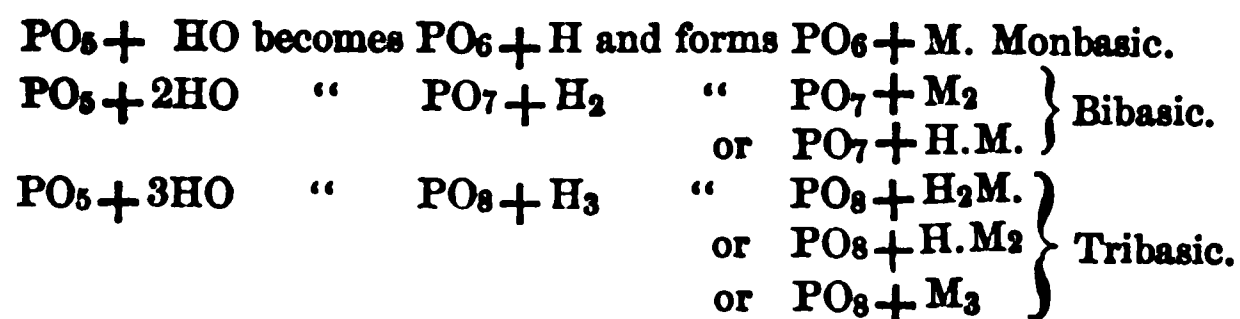 PO₅+ HO becomes PO₆+H and forms PO₆+M. Monbasic.
PO₅+2HO “ PO₇+H₂ “ PO₇+M₂ } Bibasic.
or PO₇+H.M.
PO₅+3HO “ PO₈+H₃ “ PO₈+H₂M.
or PO₈+H.M₂ } Tribasic.
or PO₈+M₃